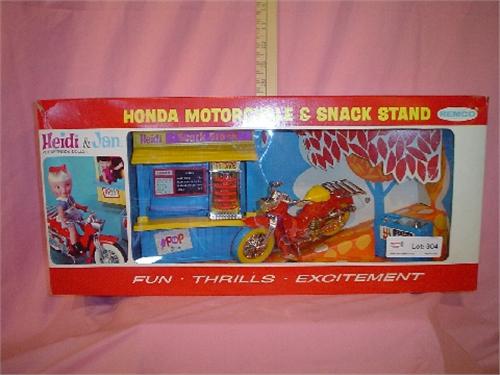 HONDA MOTORCYCLE & SNACK STAND
REMCO
Heidi & Jan
Heidi Snack Stand
POP
Lot: 304
FUN · THRILLS · EXCITEMENT